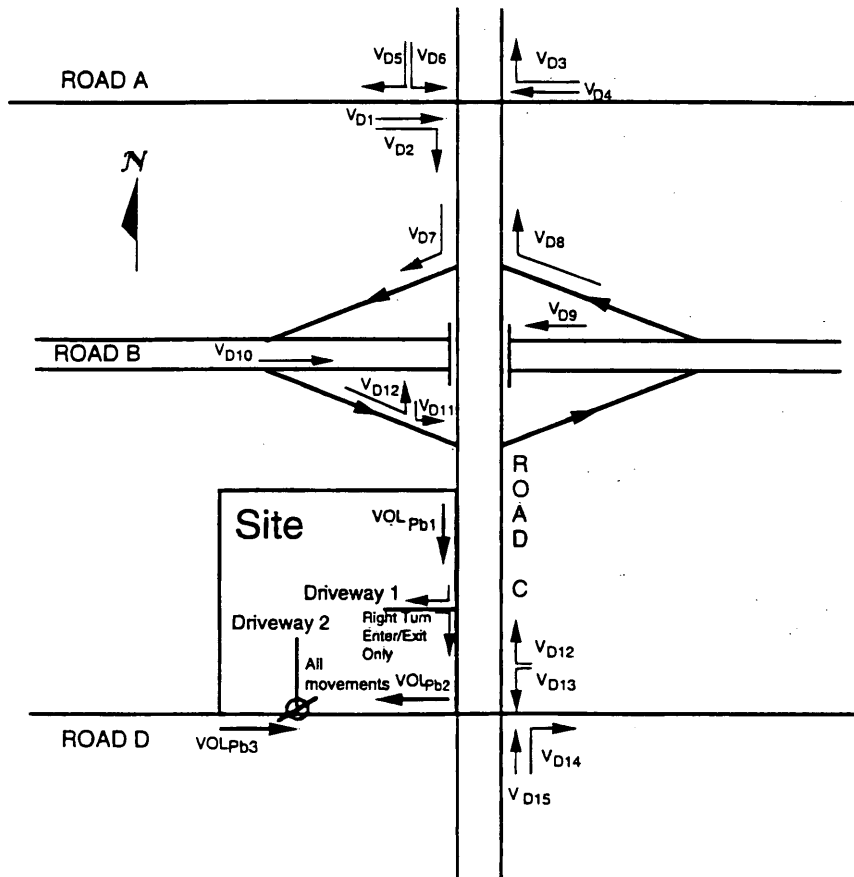 VD5 VD6
VD3
ROAD A
VD4
VD1
VD2
N
VD7
VD8
VD9
ROAD B
VD10
VD12
VD11
ROAD C
Site
VOLPb1
Driveway 1
Driveway 2
Right Turn
Enter/Exit
Only
All
movements
VOLPb2
VD12
VD13
ROAD D
VOLPb3
VD14
VD15